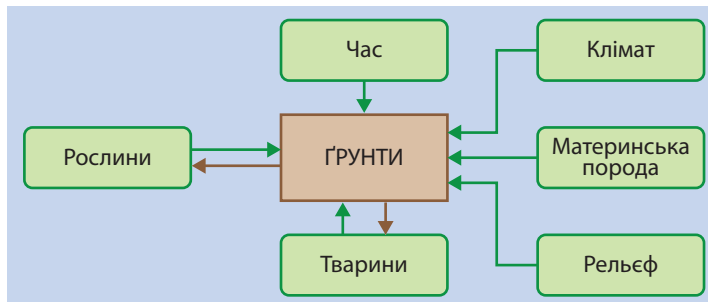 Час
Клімат
Рослини
ҐРУНТИ
Материнська
порода
Тварини
Рельєф